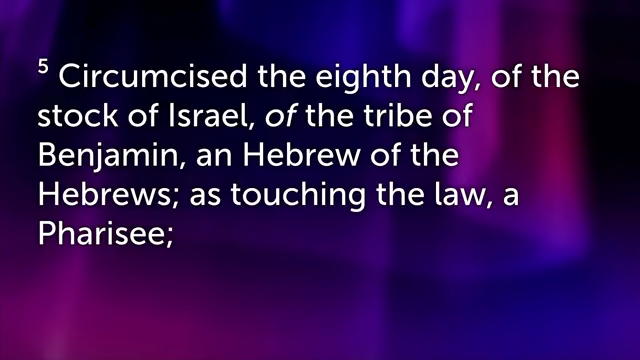 5 Circumcised the eighth day, of the
stock of Israel, of the tribe of
Benjamin, an Hebrew of the
Hebrews; as touching the law, a
Pharisee;